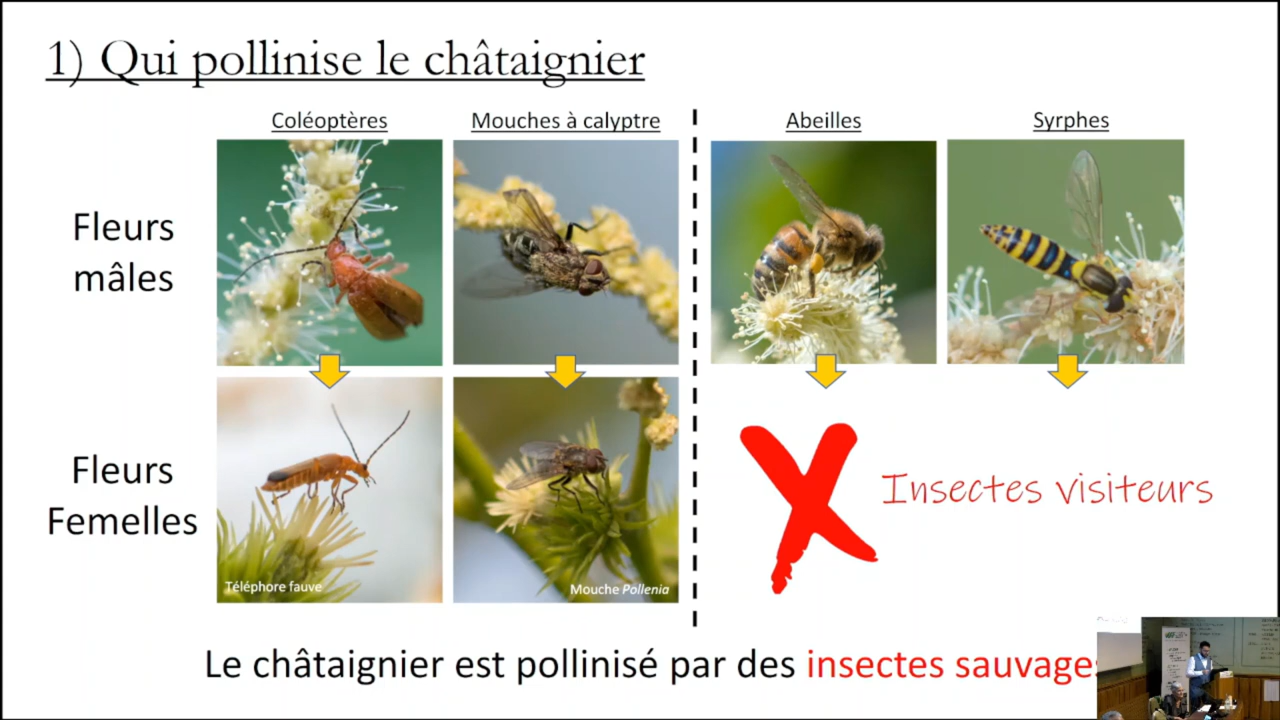 1) Qui pollinise le châtaignier
Coléoptères
Mouches à calyptre
Abeilles
Syrphes
Fleurs
mâles
Fleurs
Femelles
Téléphore fauve
Mouche Pollenia
Insectes visiteurs
Le châtaignier est pollinisé par des insectes sauvages